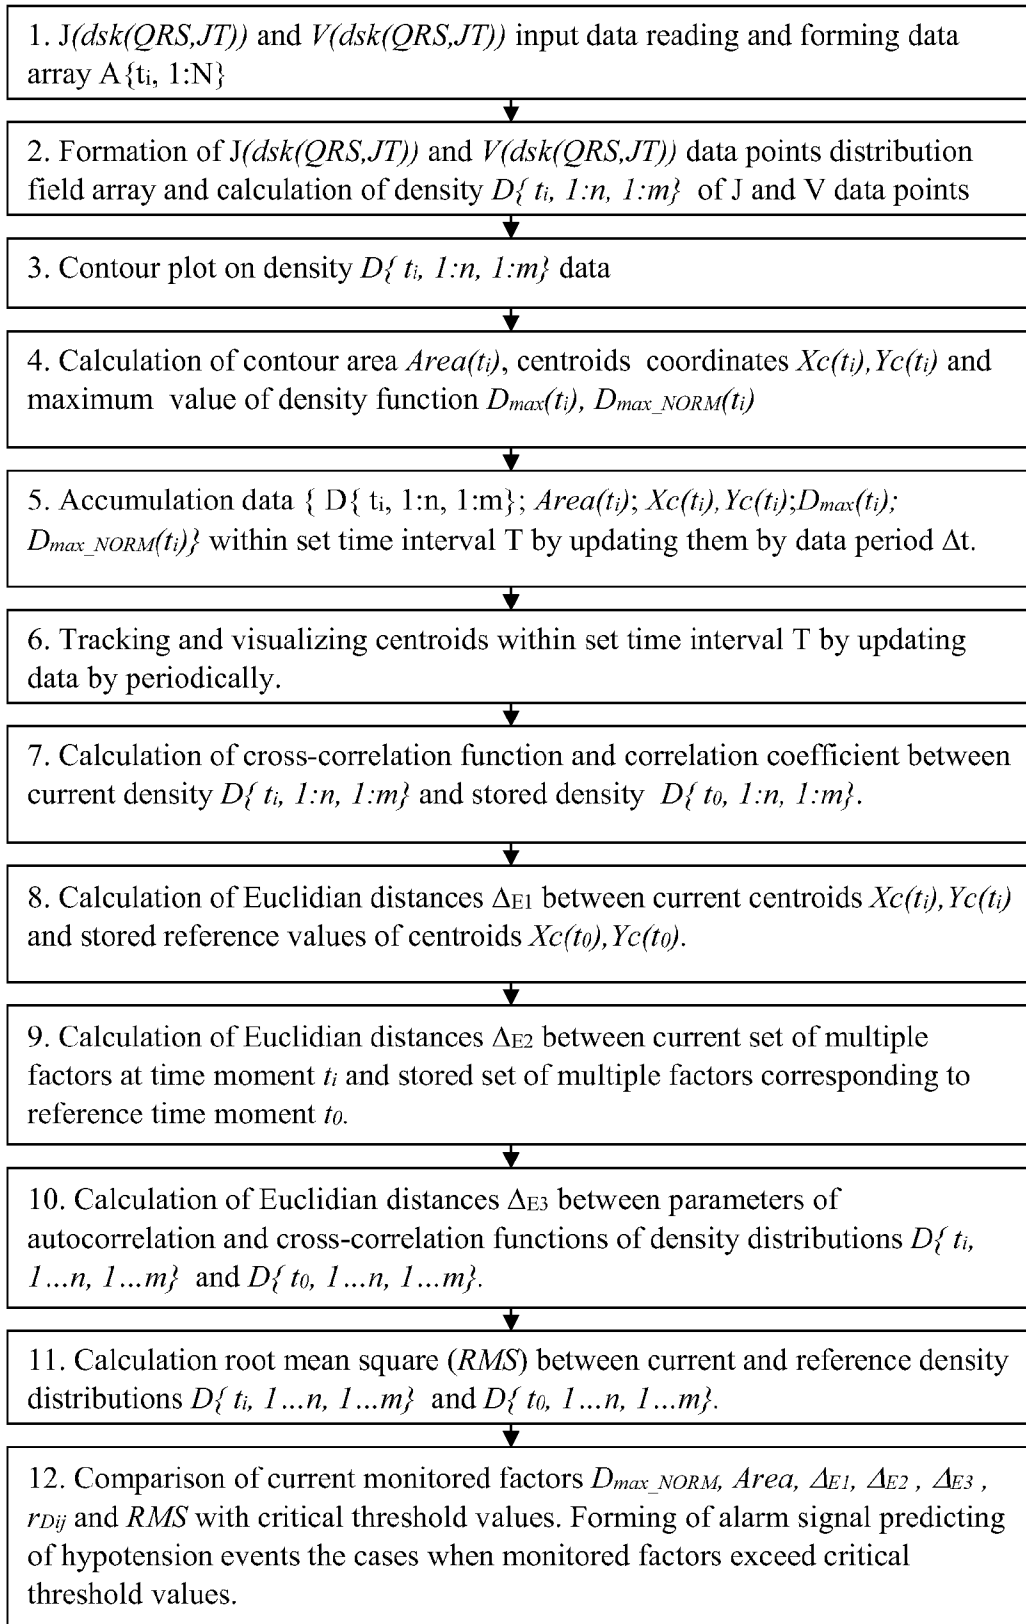 1. J(dsk(QRS,JT)) and V(dsk(QRS,JT)) input data reading and forming data
array A{ti, 1:N}
2. Formation of J(dsk(QRS,JT)) and V(dsk(QRS,JT)) data points distribution
field array and calculation of density D{ ti, 1:n, 1:m} of J and V data points
3. Contour plot on density D{ ti, 1:n, 1:m} data
4. Calculation of contour area Area(ti), centroids coordinates Xc(ti),Yc(ti) and
maximum value of density function Dmax(ti), Dmax_NORM(ti)
5. Accumulation data { D{ ti, 1:n, 1:m}; Area(ti); Xc(ti),Yc(ti);Dmax(ti);
Dmax_NORM(ti)} within set time interval T by updating them by data period Δt.
6. Tracking and visualizing centroids within set time interval T by updating
data by periodically.
7. Calculation of cross-correlation function and correlation coefficient between
current density D{ ti, 1:n, 1:m} and stored density D{ t0, 1:n, 1:m}.
8. Calculation of Euclidian distances ΔE1 between current centroids Xc(ti),Yc(ti)
and stored reference values of centroids Xc(t0),Yc(t0).
9. Calculation of Euclidian distances ΔE2 between current set of multiple
factors at time moment ti and stored set of multiple factors corresponding to
reference time moment t0.
10. Calculation of Euclidian distances ΔE3 between parameters of
autocorrelation and cross-correlation functions of density distributions D{ ti,
1...n, 1...m} and D{ t0, 1...n, 1...m}.
11. Calculation root mean square (RMS) between current and reference density
distributions D{ ti, 1...n, 1...m} and D{ t0, 1...n, 1...m}.
12. Comparison of current monitored factors Dmax_NORM, Area, ΔE1, ΔE2 , ΔE3 ,
rDij and RMS with critical threshold values. Forming of alarm signal predicting
of hypotension events the cases when monitored factors exceed critical
threshold values.